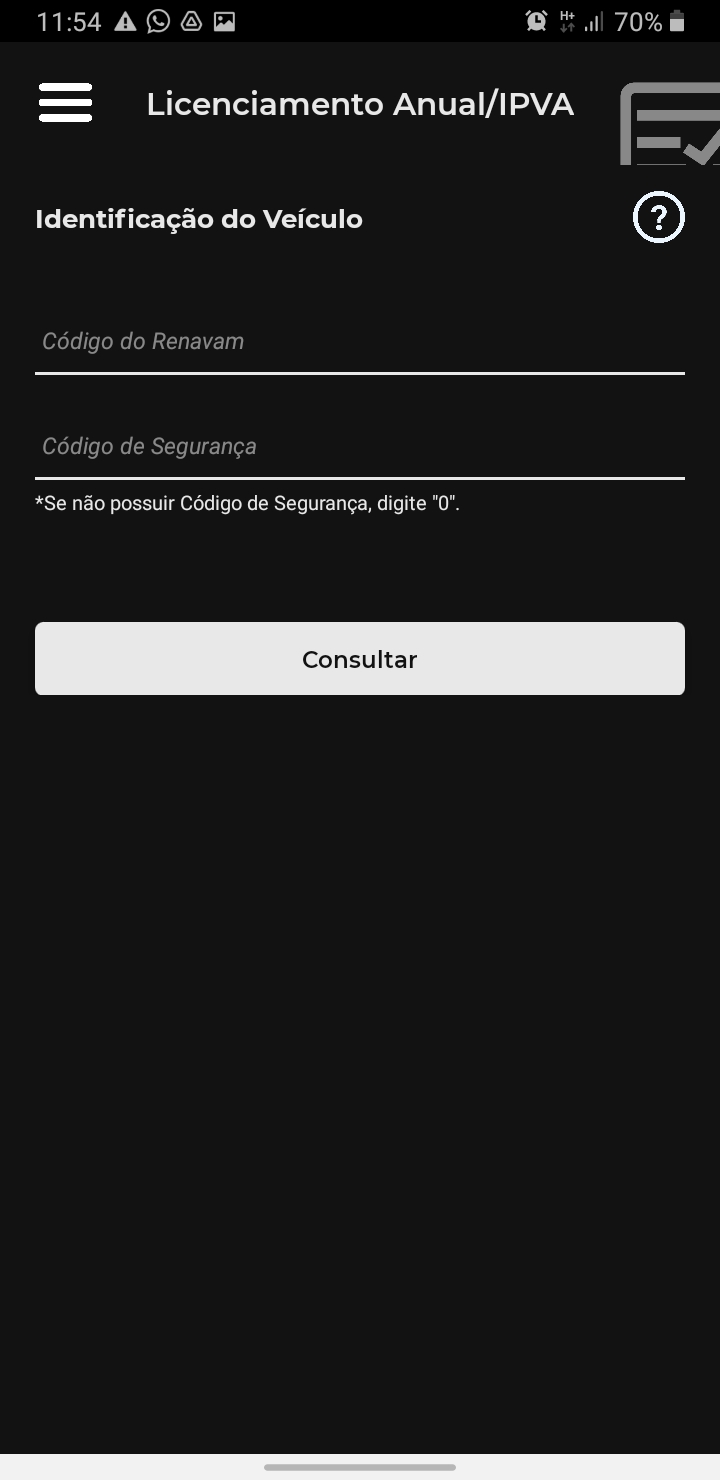 11:54 H+ 70%
Licenciamento Anual/IPVA
Identificação do Veículo ?
Código do Renavam
Código de Segurança
*Se não possuir Código de Segurança, digite "0".
Consultar